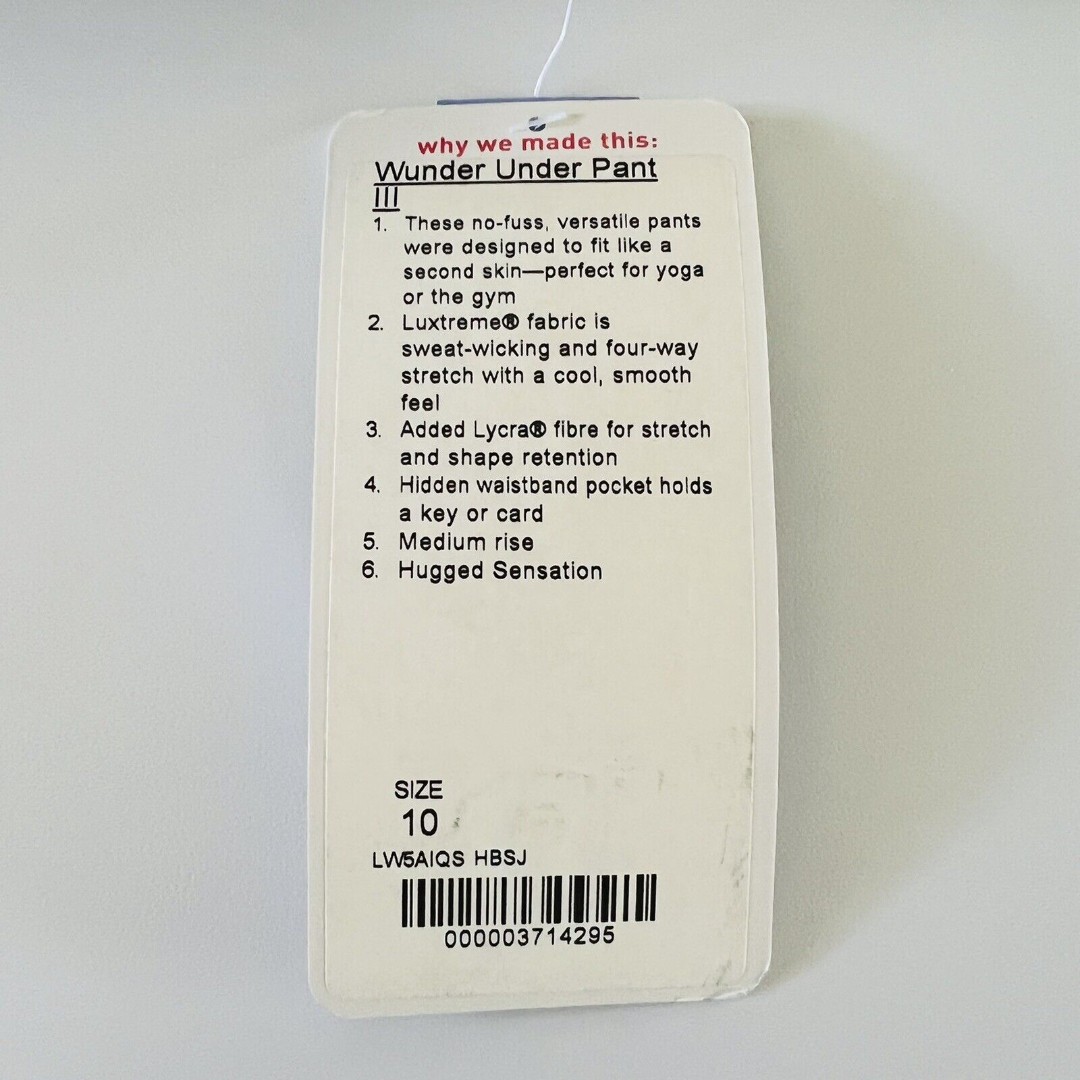 why we made this:
Wunder Under Pant
III
1. These no-fuss, versatile pants
were designed to fit like a
second skin—perfect for yoga
or the gym
2. Luxtreme® fabric is
sweat-wicking and four-way
stretch with a cool, smooth
feel
3. Added Lycra® fibre for stretch
and shape retention
4. Hidden waistband pocket holds
a key or card
5. Medium rise
6. Hugged Sensation
SIZE
10
LW5AIQS HBSJ
000003714295